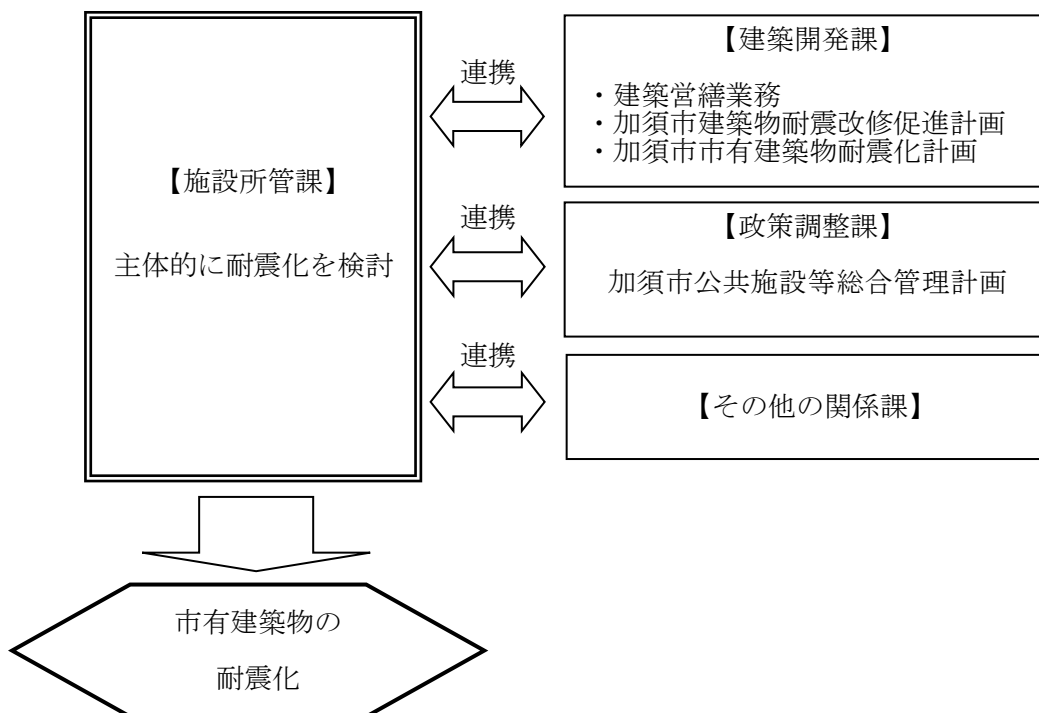 【施設所管課】
主体的に耐震化を検討
連携
【建築開発課】
・建築営繕業務
・加須市建築物耐震改修促進計画
・加須市市有建築物耐震化計画
連携
【政策調整課】
加須市公共施設等総合管理計画
連携
【その他の関係課】
市有建築物の
耐震化